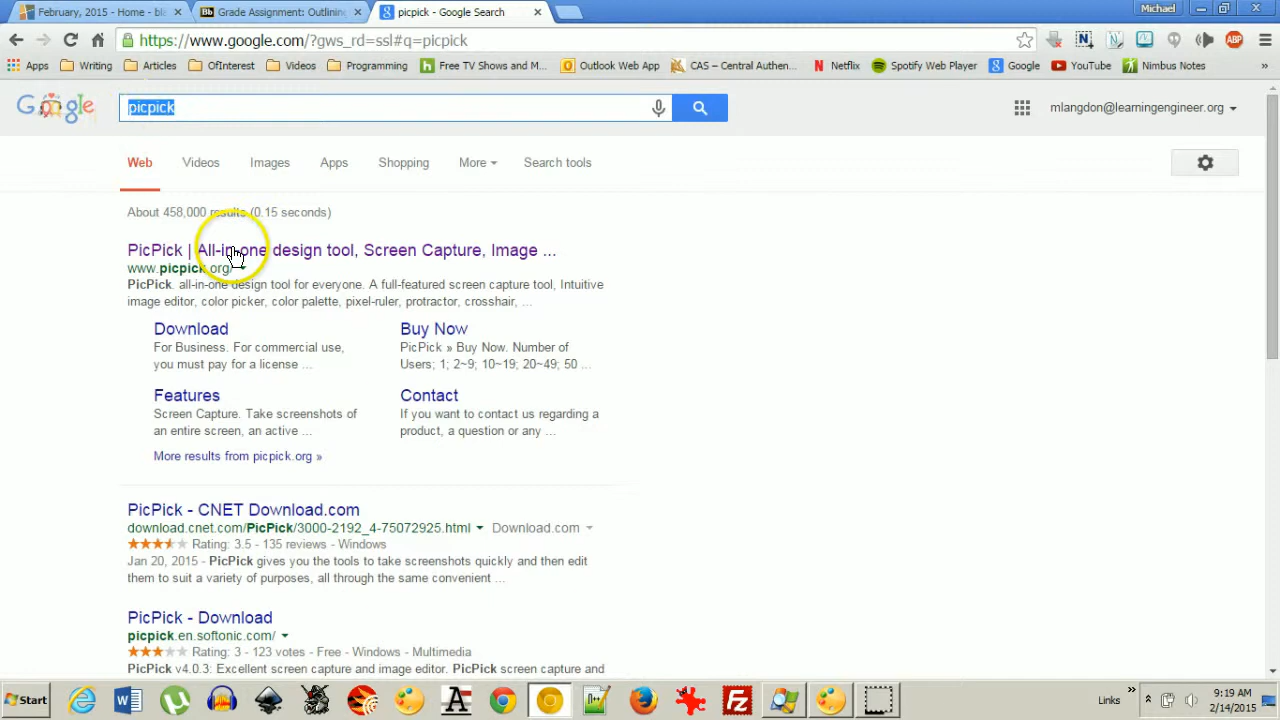 February, 2015 - Home - bla
Grade Assignment: Outlinin
picpick - Google Search
Michael
https://www.google.com/?gws_rd=ssl#q=picpick
Apps
Writing
Articles
OfInterest
Videos
Programming
Free TV Shows and M...
Outlook Web App
CAS – Central Authen...
Netflix
Spotify Web Player
Google
YouTube
Nimbus Notes
Google
picpick
mlangdon@learningengineer.org
Web
Videos
Images
Apps
Shopping
More
Search tools
About 458,000 results (0.15 seconds)
PicPick | All-in-one design tool, Screen Capture, Image ...
www.picpick.org/
PicPick. all-in-one design tool for everyone. A full-featured screen capture tool, Intuitive
image editor, color picker, color palette, pixel-ruler, protractor, crosshair, ...
Download
For Business. For commercial use,
you must pay for a license ...
Buy Now
PicPick » Buy Now. Number of
Users; 1; 2~9; 10~19; 20~49; 50 ...
Features
Screen Capture. Take screenshots of
an entire screen, an active ...
Contact
If you want to contact us regarding a
product, a question or any ...
More results from picpick.org »
PicPick - CNET Download.com
download.cnet.com/PicPick/3000-2192_4-75072925.html
Download.com
Rating: 3.5 - 135 reviews - Windows
Jan 20, 2015 - PicPick gives you the tools to take screenshots quickly and then edit
them to suit a variety of purposes, all through the same convenient ...
PicPick - Download
picpick.en.softonic.com/
Rating: 3 - 123 votes - Free - Windows - Multimedia
PicPick v4.0.3: Excellent screen capture and image editor. PicPick screen capture and
Start
Links
9:19 AM
2/14/2015